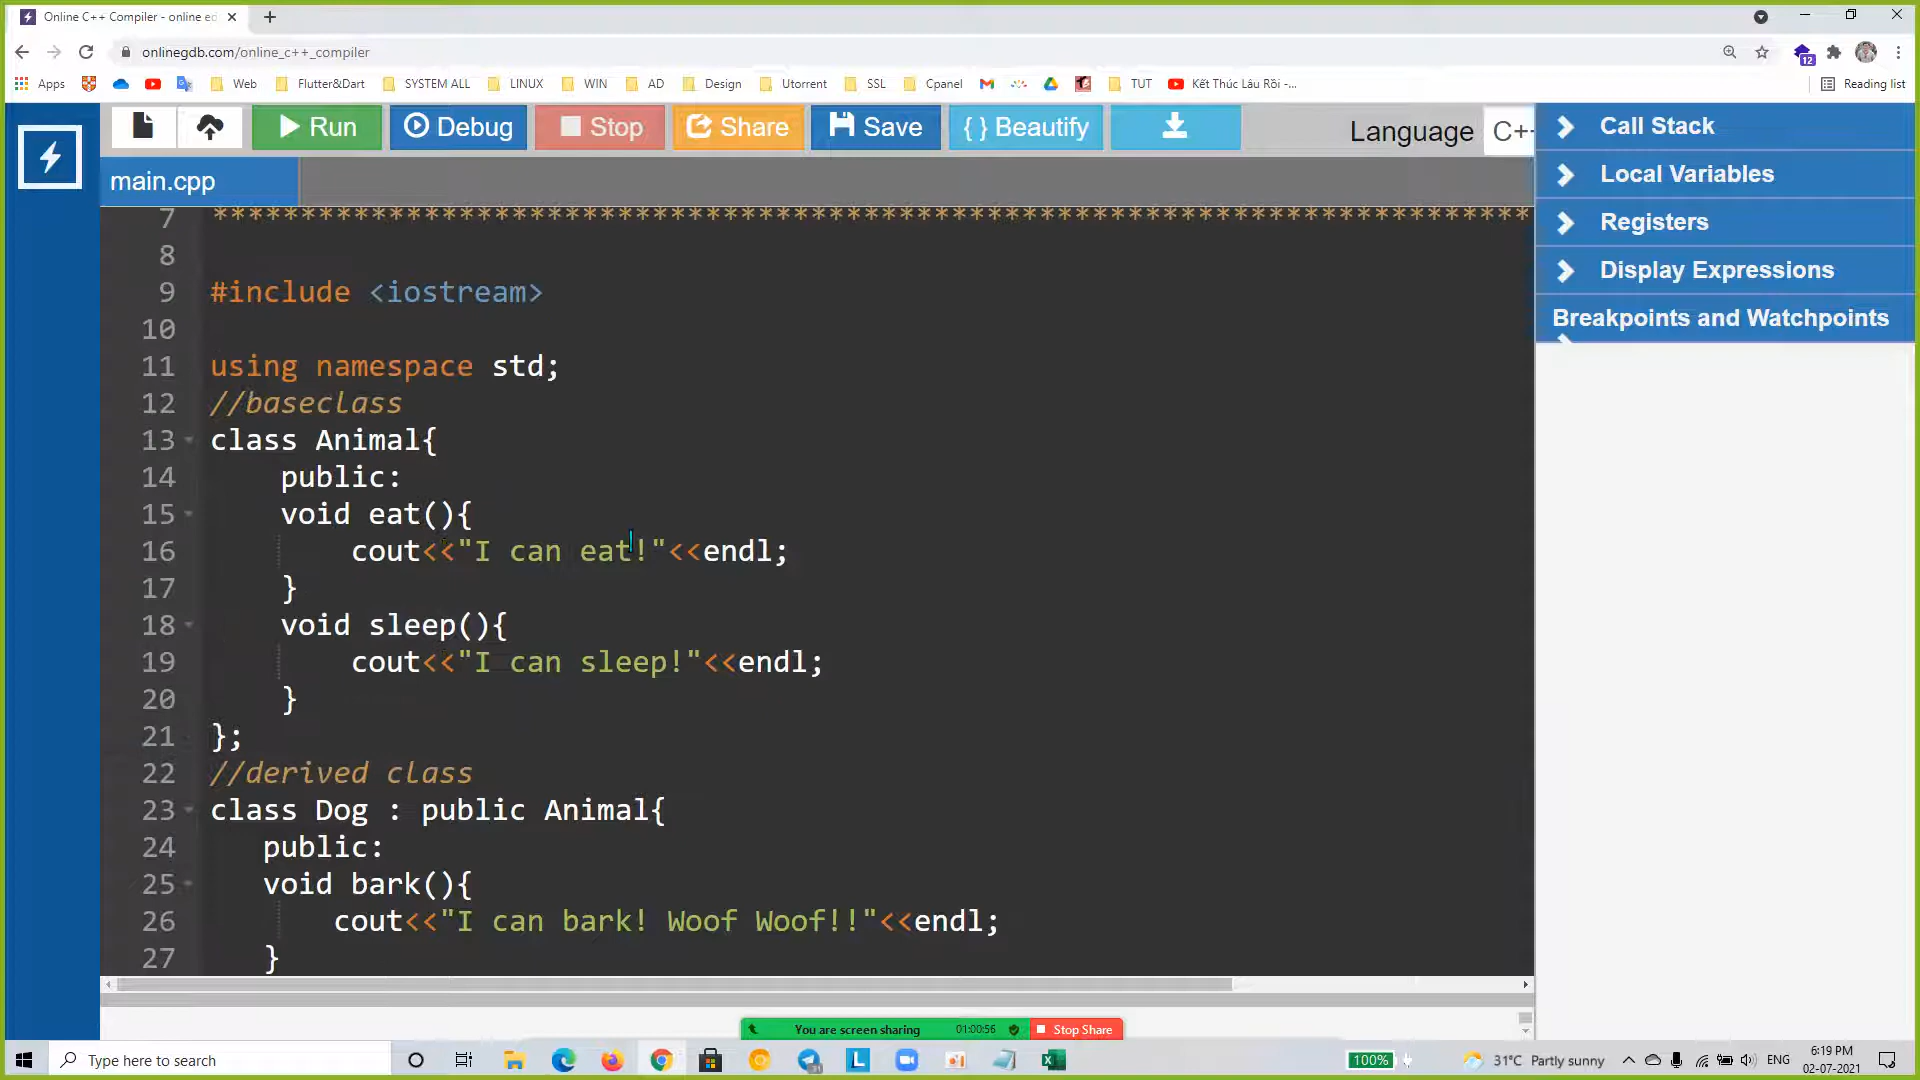 Online C++ Compiler - online ed
onlinegdb.com/online_c++_compiler
12
Apps
Web
Flutter&Dart
SYSTEM ALL
LINUX
WIN
AD
Design
Utorrent
SSL
Cpanel
TUT
Kết Thúc Lâu Rồi -...
Reading list
Run
Debug
Stop
Share
Save
{ } Beautify
Language
C+
main.cpp
Call Stack
Local Variables
Registers
Display Expressions
Breakpoints and Watchpoints
7 ***************************************************************************
8
9 #include <iostream>
10
11 using namespace std;
12 //baseclass
13 class Animal{
14 public:
15 void eat(){
16 cout<<"I can eat!"<<endl;
17 }
18 void sleep(){
19 cout<<"I can sleep!"<<endl;
20 }
21 };
22 //derived class
23 class Dog : public Animal{
24 public:
25 void bark(){
26 cout<<"I can bark! Woof Woof!!"<<endl;
27 }
You are screen sharing
01:00:56
Stop Share
Type here to search
100%
31°C Partly sunny
ENG
6:19 PM
02-07-2021